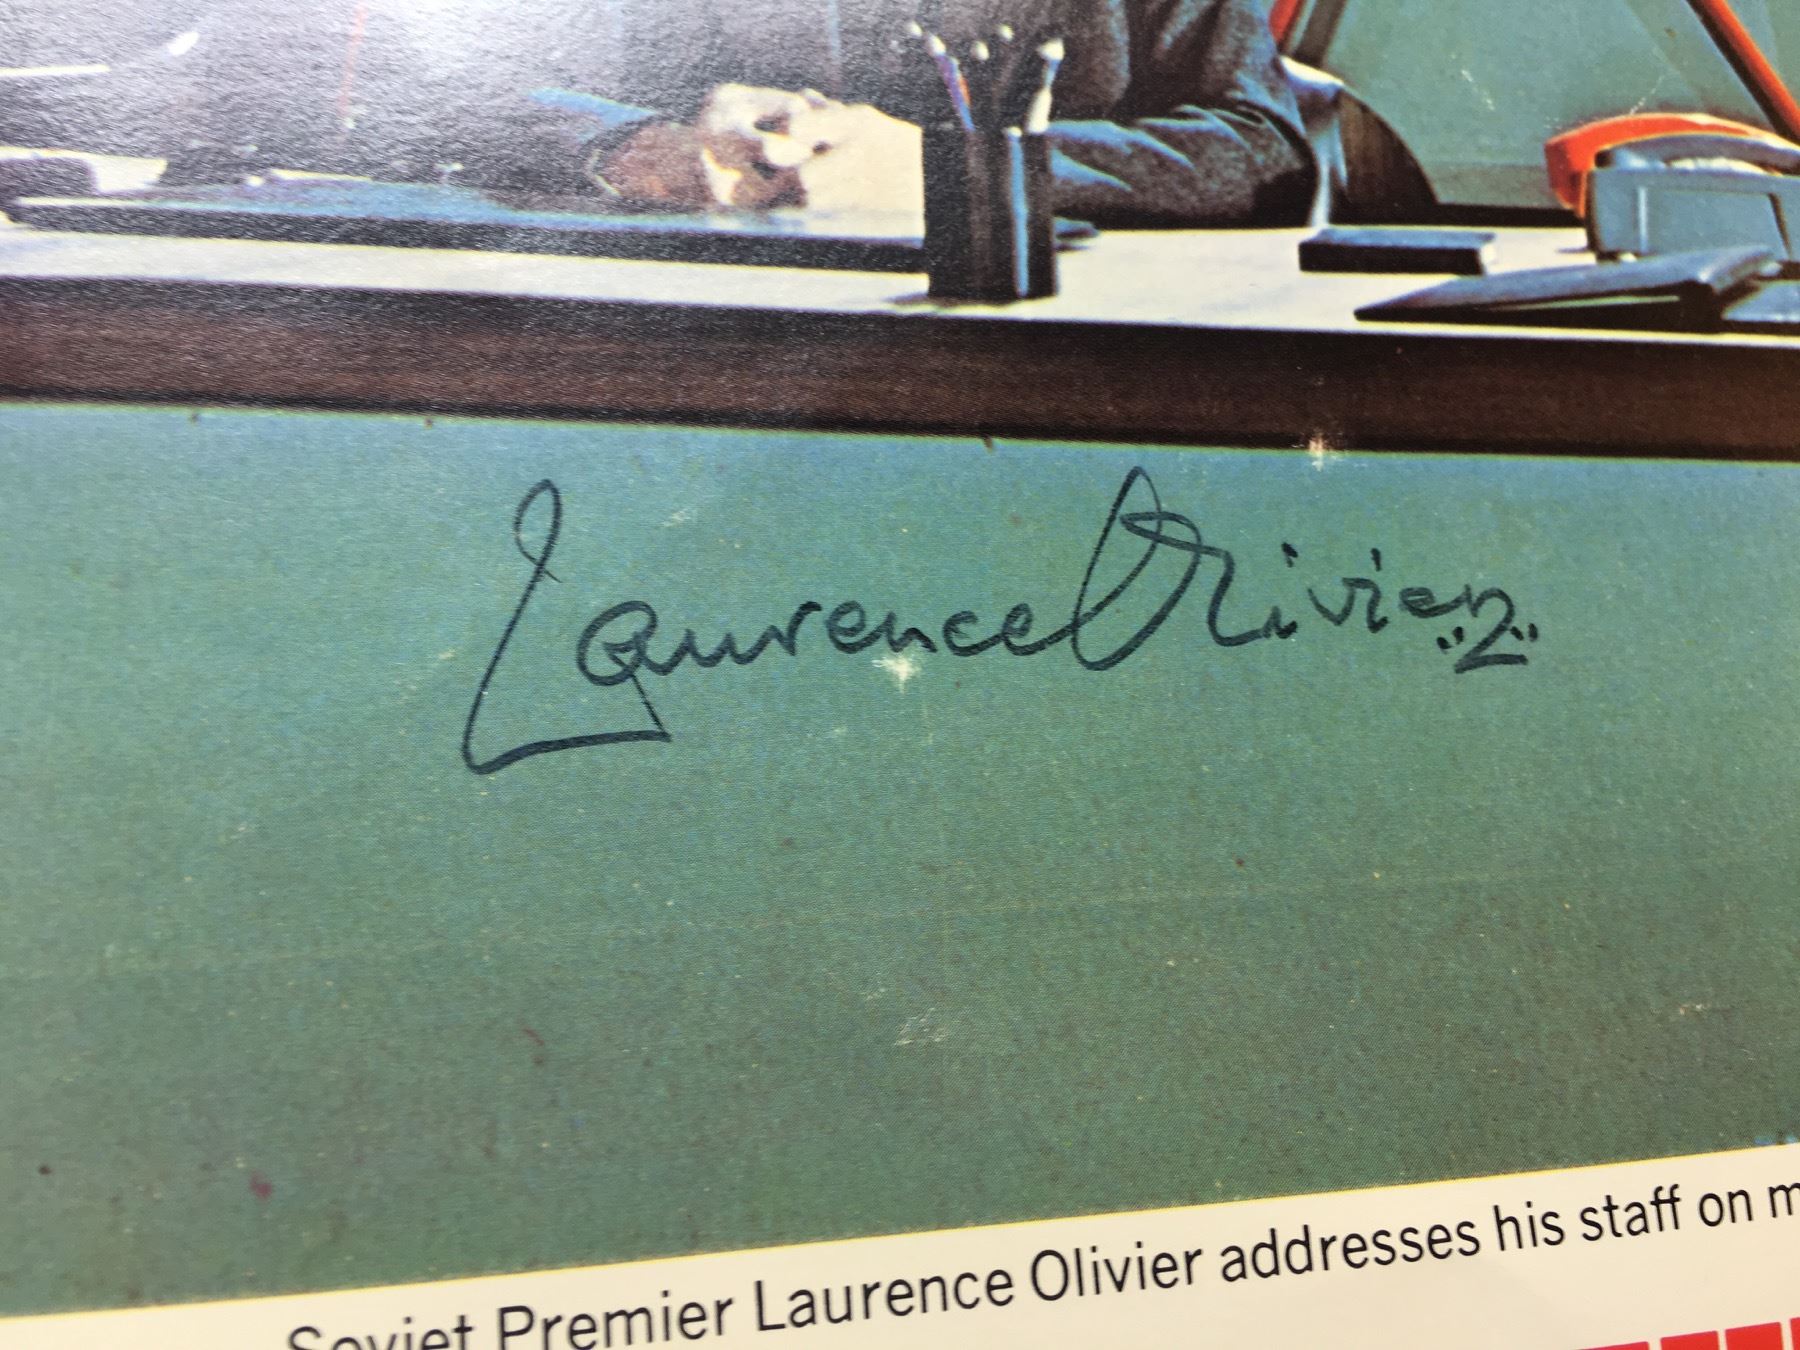 Laurence Olivier
Soviet Premier Laurence Olivier addresses his staff on